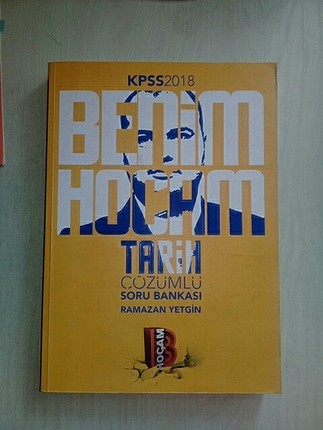 KPSS2018
BENİM
HOCAM
TARİH
ÇÖZÜMLÜ
SORU BANKASI
RAMAZAN YETGİN
B
HOCAM